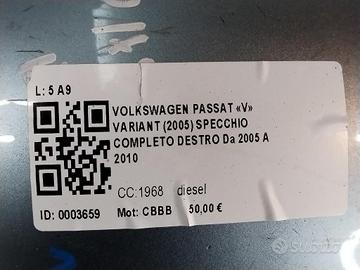 L: 5 A9
VOLKSWAGEN PASSAT «V»
VARIANT (2005) SPECCHIO
COMPLETO DESTRO Da 2005 A
2010
CC:1968 diesel
ID: 0003659 Mot: CBBB 50,00 €
subito